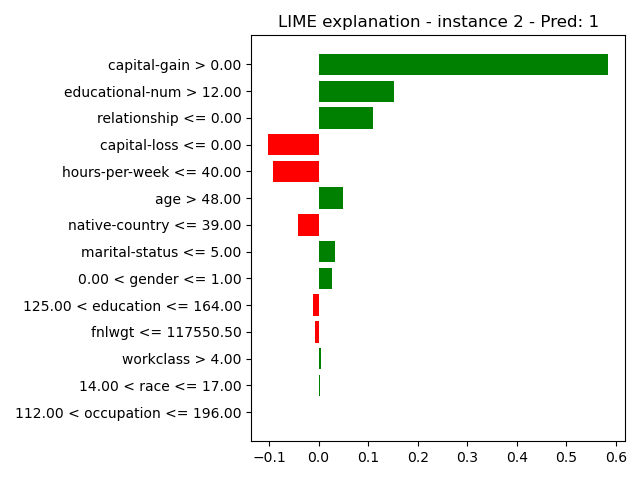 LIME explanation - instance 2 - Pred: 1
capital-gain > 0.00
educational-num > 12.00
relationship <= 0.00
capital-loss <= 0.00
hours-per-week <= 40.00
age > 48.00
native-country <= 39.00
marital-status <= 5.00
0.00 < gender <= 1.00
125.00 < education <= 164.00
fnlwgt <= 117550.50
workclass > 4.00
14.00 < race <= 17.00
112.00 < occupation <= 196.00
−0.1 0.0 0.1 0.2 0.3 0.4 0.5 0.6